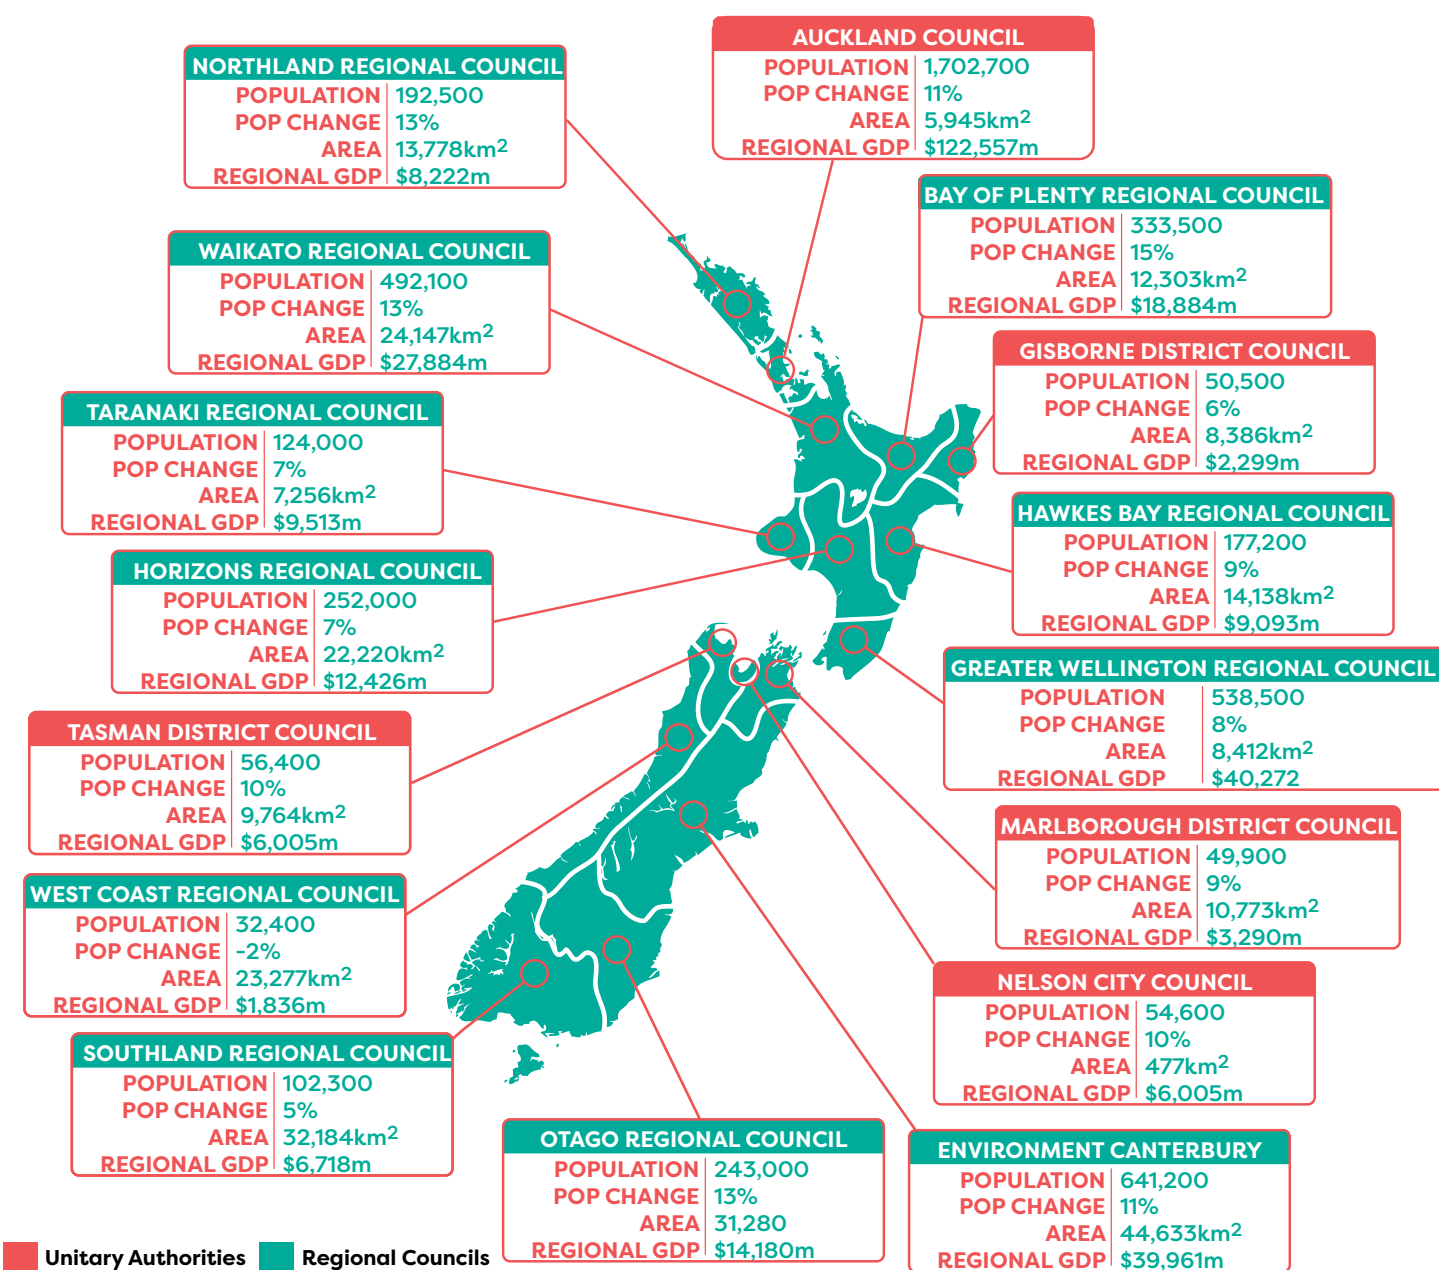 NORTHLAND REGIONAL COUNCIL
POPULATION 192,500
POP CHANGE 13%
AREA 13,778km²
REGIONAL GDP $8,222m
AUCKLAND COUNCIL
POPULATION 1,702,700
POP CHANGE 11%
AREA 5,945km²
REGIONAL GDP $122,557m
WAIKATO REGIONAL COUNCIL
POPULATION 492,100
POP CHANGE 13%
AREA 24,147km²
REGIONAL GDP $27,884m
BAY OF PLENTY REGIONAL COUNCIL
POPULATION 333,500
POP CHANGE 15%
AREA 12,303km²
REGIONAL GDP $18,884m
GISBORNE DISTRICT COUNCIL
POPULATION 50,500
POP CHANGE 6%
AREA 8,386km²
REGIONAL GDP $2,299m
TARANAKI REGIONAL COUNCIL
POPULATION 124,000
POP CHANGE 7%
AREA 7,256km²
REGIONAL GDP $9,513m
HAWKES BAY REGIONAL COUNCIL
POPULATION 177,200
POP CHANGE 9%
AREA 14,138km²
REGIONAL GDP $9,093m
HORIZONS REGIONAL COUNCIL
POPULATION 252,000
POP CHANGE 7%
AREA 22,220km²
REGIONAL GDP $12,426m
GREATER WELLINGTON REGIONAL COUNCIL
POPULATION 538,500
POP CHANGE 8%
AREA 8,412km²
REGIONAL GDP $40,272
TASMAN DISTRICT COUNCIL
POPULATION 56,400
POP CHANGE 10%
AREA 9,764km²
REGIONAL GDP $6,005m
MARLBOROUGH DISTRICT COUNCIL
POPULATION 49,900
POP CHANGE 9%
AREA 10,773km²
REGIONAL GDP $3,290m
WEST COAST REGIONAL COUNCIL
POPULATION 32,400
POP CHANGE -2%
AREA 23,277km²
REGIONAL GDP $1,836m
NELSON CITY COUNCIL
POPULATION 54,600
POP CHANGE 10%
AREA 477km²
REGIONAL GDP $6,005m
SOUTHLAND REGIONAL COUNCIL
POPULATION 102,300
POP CHANGE 5%
AREA 32,184km²
REGIONAL GDP $6,718m
OTAGO REGIONAL COUNCIL
POPULATION 243,000
POP CHANGE 13%
AREA 31,280
REGIONAL GDP $14,180m
ENVIRONMENT CANTERBURY
POPULATION 641,200
POP CHANGE 11%
AREA 44,633km²
REGIONAL GDP $39,961m
Unitary Authorities
Regional Councils